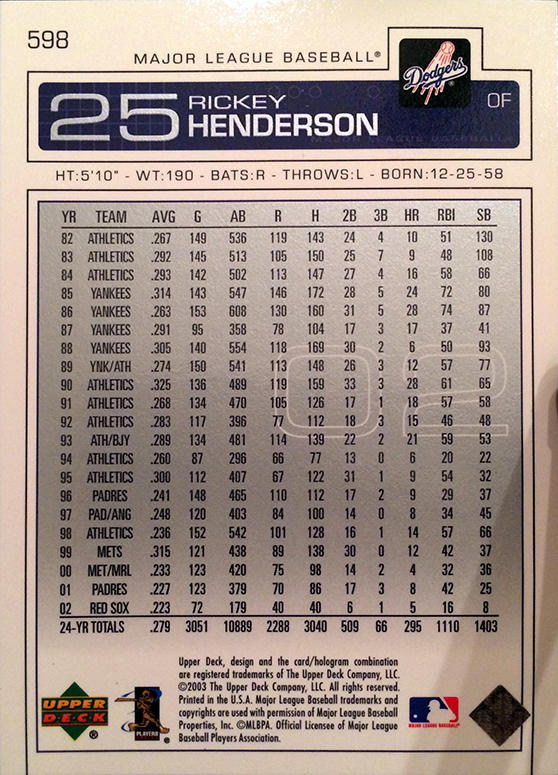 598
MAJOR LEAGUE BASEBALL®
Dodgers
25 RICKEY HENDERSON OF
HT:5'10" - WT:190 - BATS:R - THROWS:L - BORN:12-25-58
YR TEAM AVG G AB R H 2B 3B HR RBI SB
82 ATHLETICS .267 149 536 119 143 24 4 10 51 130
83 ATHLETICS .292 145 513 105 150 25 7 9 48 108
84 ATHLETICS .293 142 502 113 147 27 4 16 58 66
85 YANKEES .314 143 547 146 172 28 5 24 72 80
86 YANKEES .263 153 608 130 160 31 5 28 74 87
87 YANKEES .291 95 358 78 104 17 3 17 37 41
88 YANKEES .305 140 554 118 169 30 2 6 50 93
89 YNK/ATH .274 150 541 113 148 26 3 12 57 77
90 ATHLETICS .325 136 489 119 159 33 3 28 61 65
91 ATHLETICS .268 134 470 105 126 17 1 18 57 58
92 ATHLETICS .283 117 396 77 112 18 3 15 46 48
93 ATH/BJY .289 134 481 114 139 22 2 21 59 53
94 ATHLETICS .260 87 296 66 77 13 0 6 20 22
95 ATHLETICS .300 112 407 67 122 31 1 9 54 32
96 PADRES .241 148 465 110 112 17 2 9 29 37
97 PAD/ANG .248 120 403 84 100 14 0 8 34 45
98 ATHLETICS .236 152 542 101 128 16 1 14 57 66
99 METS .315 121 438 89 138 30 0 12 42 37
00 MET/MRL .233 123 420 75 98 14 2 4 32 36
01 PADRES .227 123 379 70 86 17 3 8 42 25
02 RED SOX .223 72 179 40 40 6 1 5 16 8
24-YR TOTALS .279 3051 10889 2288 3040 509 66 295 1110 1403
02
Upper Deck, design and the card/hologram combination
are registered trademarks of The Upper Deck Company, LLC.
©2003 The Upper Deck Company, LLC. All rights reserved.
Printed in the U.S.A. Major League Baseball trademarks and
copyrights are used with permission of Major League Baseball
Properties, Inc. ©MLBPA. Official Licensee of Major League
Baseball Players Association.
UPPER DECK ®
PLAYERS ®
MAJOR LEAGUE BASEBALL